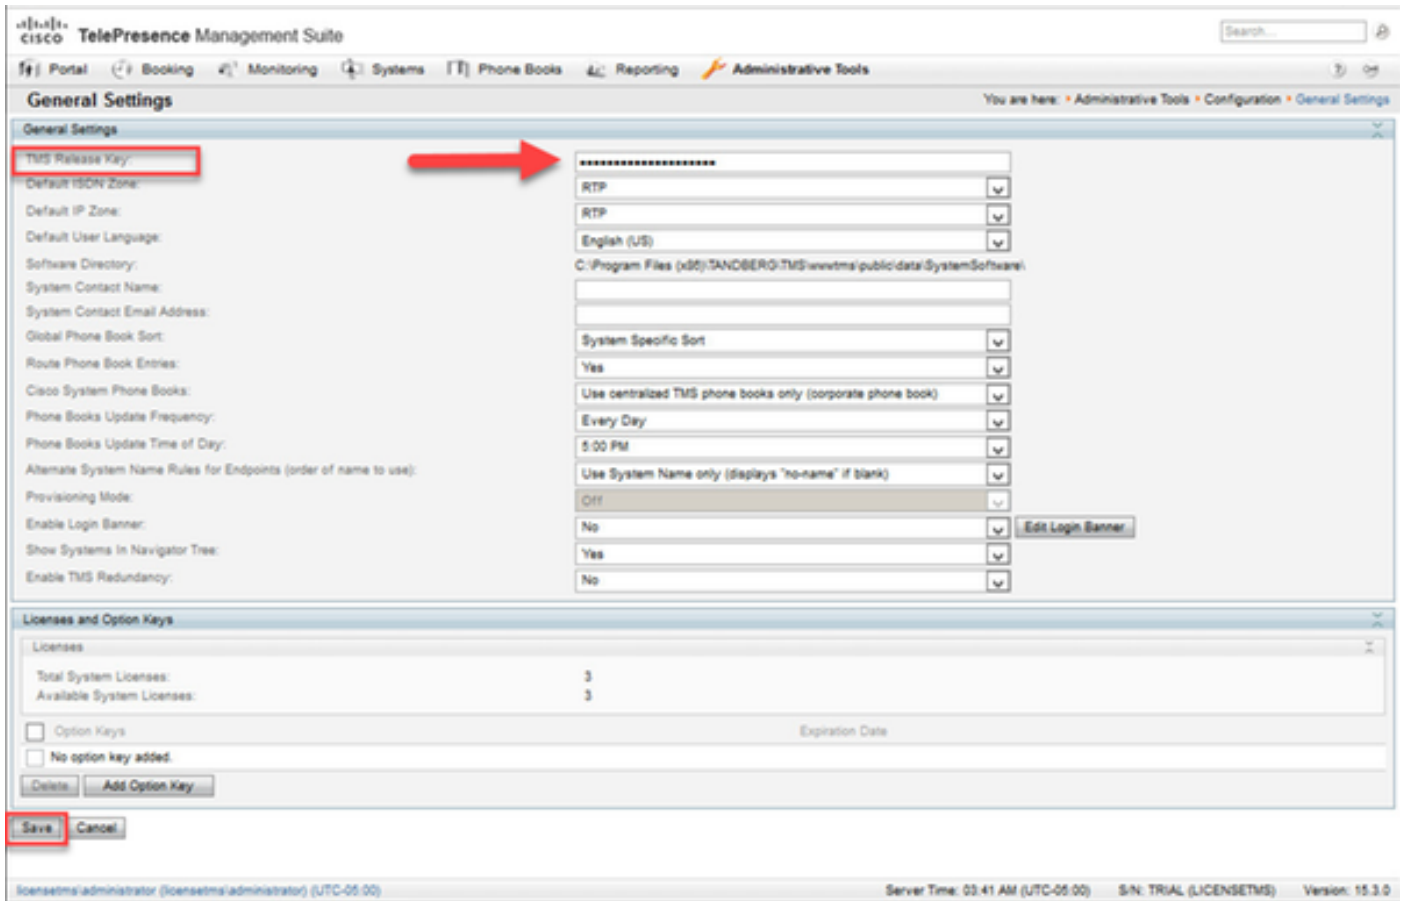 CISCO TelePresence Management Suite Search...
Portal Booking Monitoring Systems Phone Books Reporting Administrative Tools
General Settings You are here: Administrative Tools Configuration General Settings
General Settings
TMS Release Key: ••••••••••••••••••••
Default ISDN Zone: RTP
Default IP Zone: RTP
Default User Language: English (US)
Software Directory: C:\Program Files (x86)\TANDBERG\TMS\wwwtms\public\data\SystemSoftware\
System Contact Name:
System Contact Email Address:
Global Phone Book Sort: System Specific Sort
Route Phone Book Entries: Yes
Cisco System Phone Books: Use centralized TMS phone books only (corporate phone book)
Phone Books Update Frequency: Every Day
Phone Books Update Time of Day: 5:00 PM
Alternate System Name Rules for Endpoints (order of name to use): Use System Name only (displays "no-name" if blank)
Provisioning Mode: Off
Enable Login Banner: No Edit Login Banner
Show Systems In Navigator Tree: Yes
Enable TMS Redundancy: No
Licenses and Option Keys
Licenses
Total System Licenses: 3
Available System Licenses: 3
Option Keys Expiration Date
No option key added.
Delete Add Option Key
Save Cancel
licensetms\administrator (licensetms\administrator) (UTC-05:00) Server Time: 03:41 AM (UTC-05:00) S/N: TRIAL (LICENSETMS) Version: 15.3.0